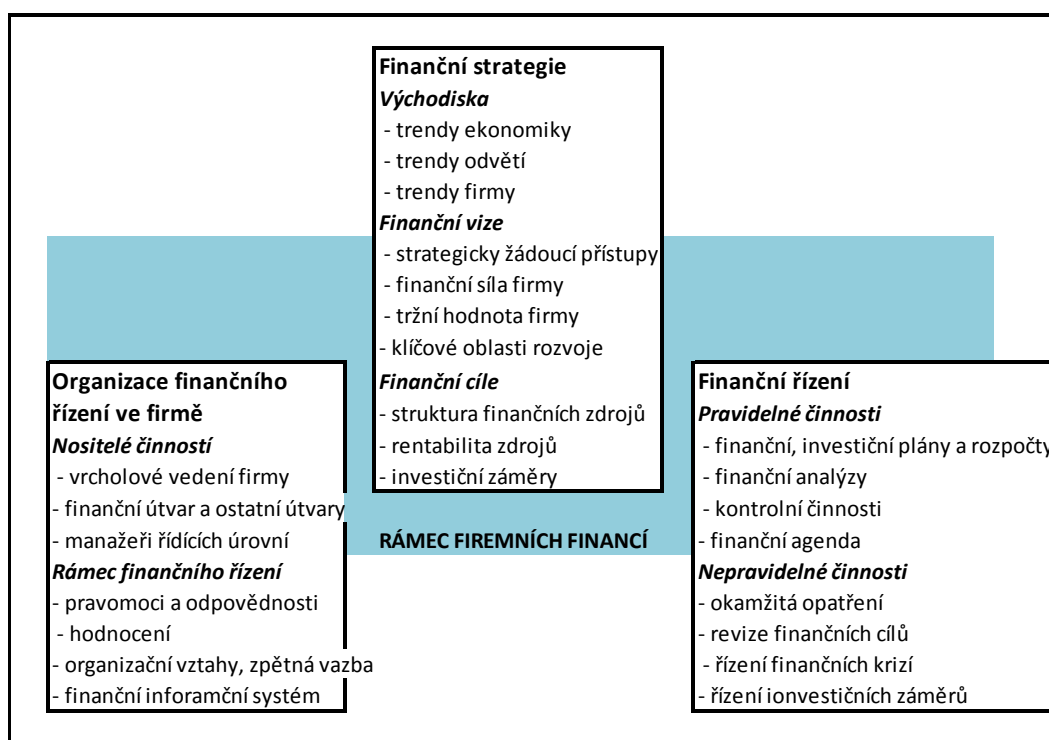 Finanční strategie
Východiska
- trendy ekonomiky
- trendy odvětví
- trendy firmy
Finanční vize
- strategicky žádoucí přístupy
- finanční síla firmy
- tržní hodnota firmy
- klíčové oblasti rozvoje
Finanční cíle
- struktura finančních zdrojů
- rentabilita zdrojů
- investiční záměry
Organizace finančního
řízení ve firmě
Nositelé činností
- vrcholové vedení firmy
- finanční útvar a ostatní útvary
- manažeři řídících úrovní
Rámec finančního řízení
- pravomoci a odpovědnosti
- hodnocení
- organizační vztahy, zpětná vazba
- finanční inforamční systém
RÁMEC FIREMNÍCH FINANCÍ
Finanční řízení
Pravidelné činnosti
- finanční, investiční plány a rozpočty
- finanční analýzy
- kontrolní činnosti
- finanční agenda
Nepravidelné činnosti
- okamžitá opatření
- revize finančních cílů
- řízení finančních krizí
- řízení ionvestičních záměrů